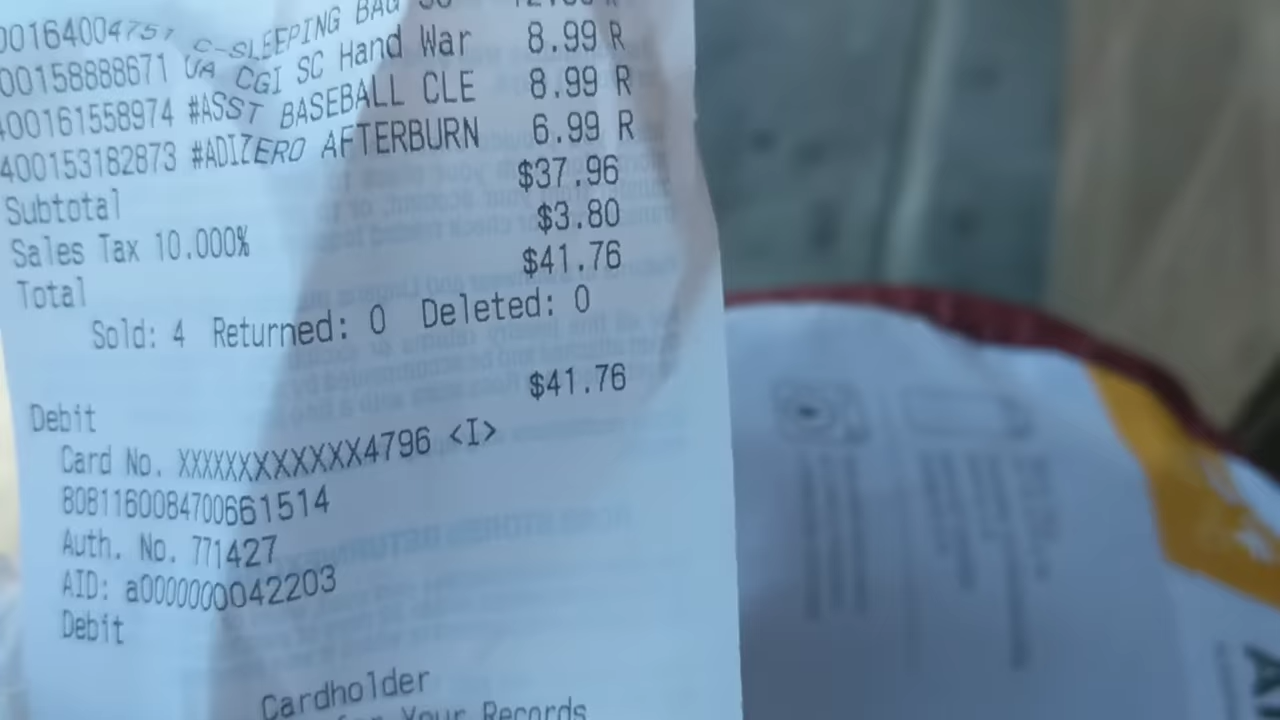 C-SLEEPING BAG
00158888671 UA CGI SC Hand War 8.99 R
400161558974 #ASST BASEBALL CLE 8.99 R
400153182873 #ADIZERO AFTERBURN 6.99 R
Subtotal $37.96
Sales Tax 10.000% $3.80
Total $41.76
Sold: 4 Returned: 0 Deleted: 0
Debit $41.76
Card No. XXXXXXXXXXXX4796 <I>
8081160084700661514
Auth. No. 771427
AID: a0000000042203
Debit
Cardholder
for Your Records